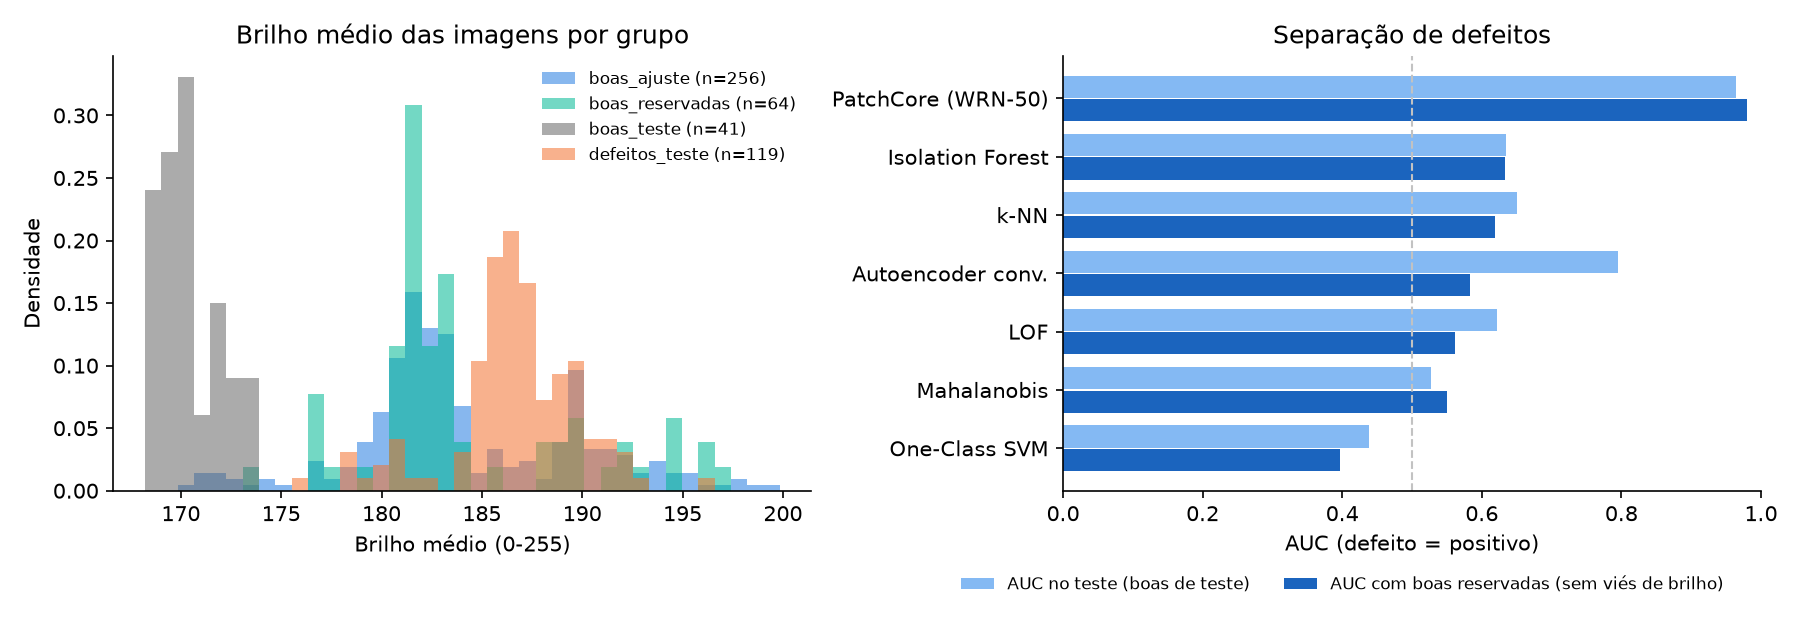 Brilho médio das imagens por grupo
Densidade
0.30
0.25
0.20
0.15
0.10
0.05
0.00
boas_ajuste (n=256)
boas_reservadas (n=64)
boas_teste (n=41)
defeitos_teste (n=119)
170 175 180 185 190 195 200
Brilho médio (0-255)
Separação de defeitos
PatchCore (WRN-50)
Isolation Forest
k-NN
Autoencoder conv.
LOF
Mahalanobis
One-Class SVM
0.0 0.2 0.4 0.6 0.8 1.0
AUC (defeito = positivo)
AUC no teste (boas de teste)
AUC com boas reservadas (sem viés de brilho)